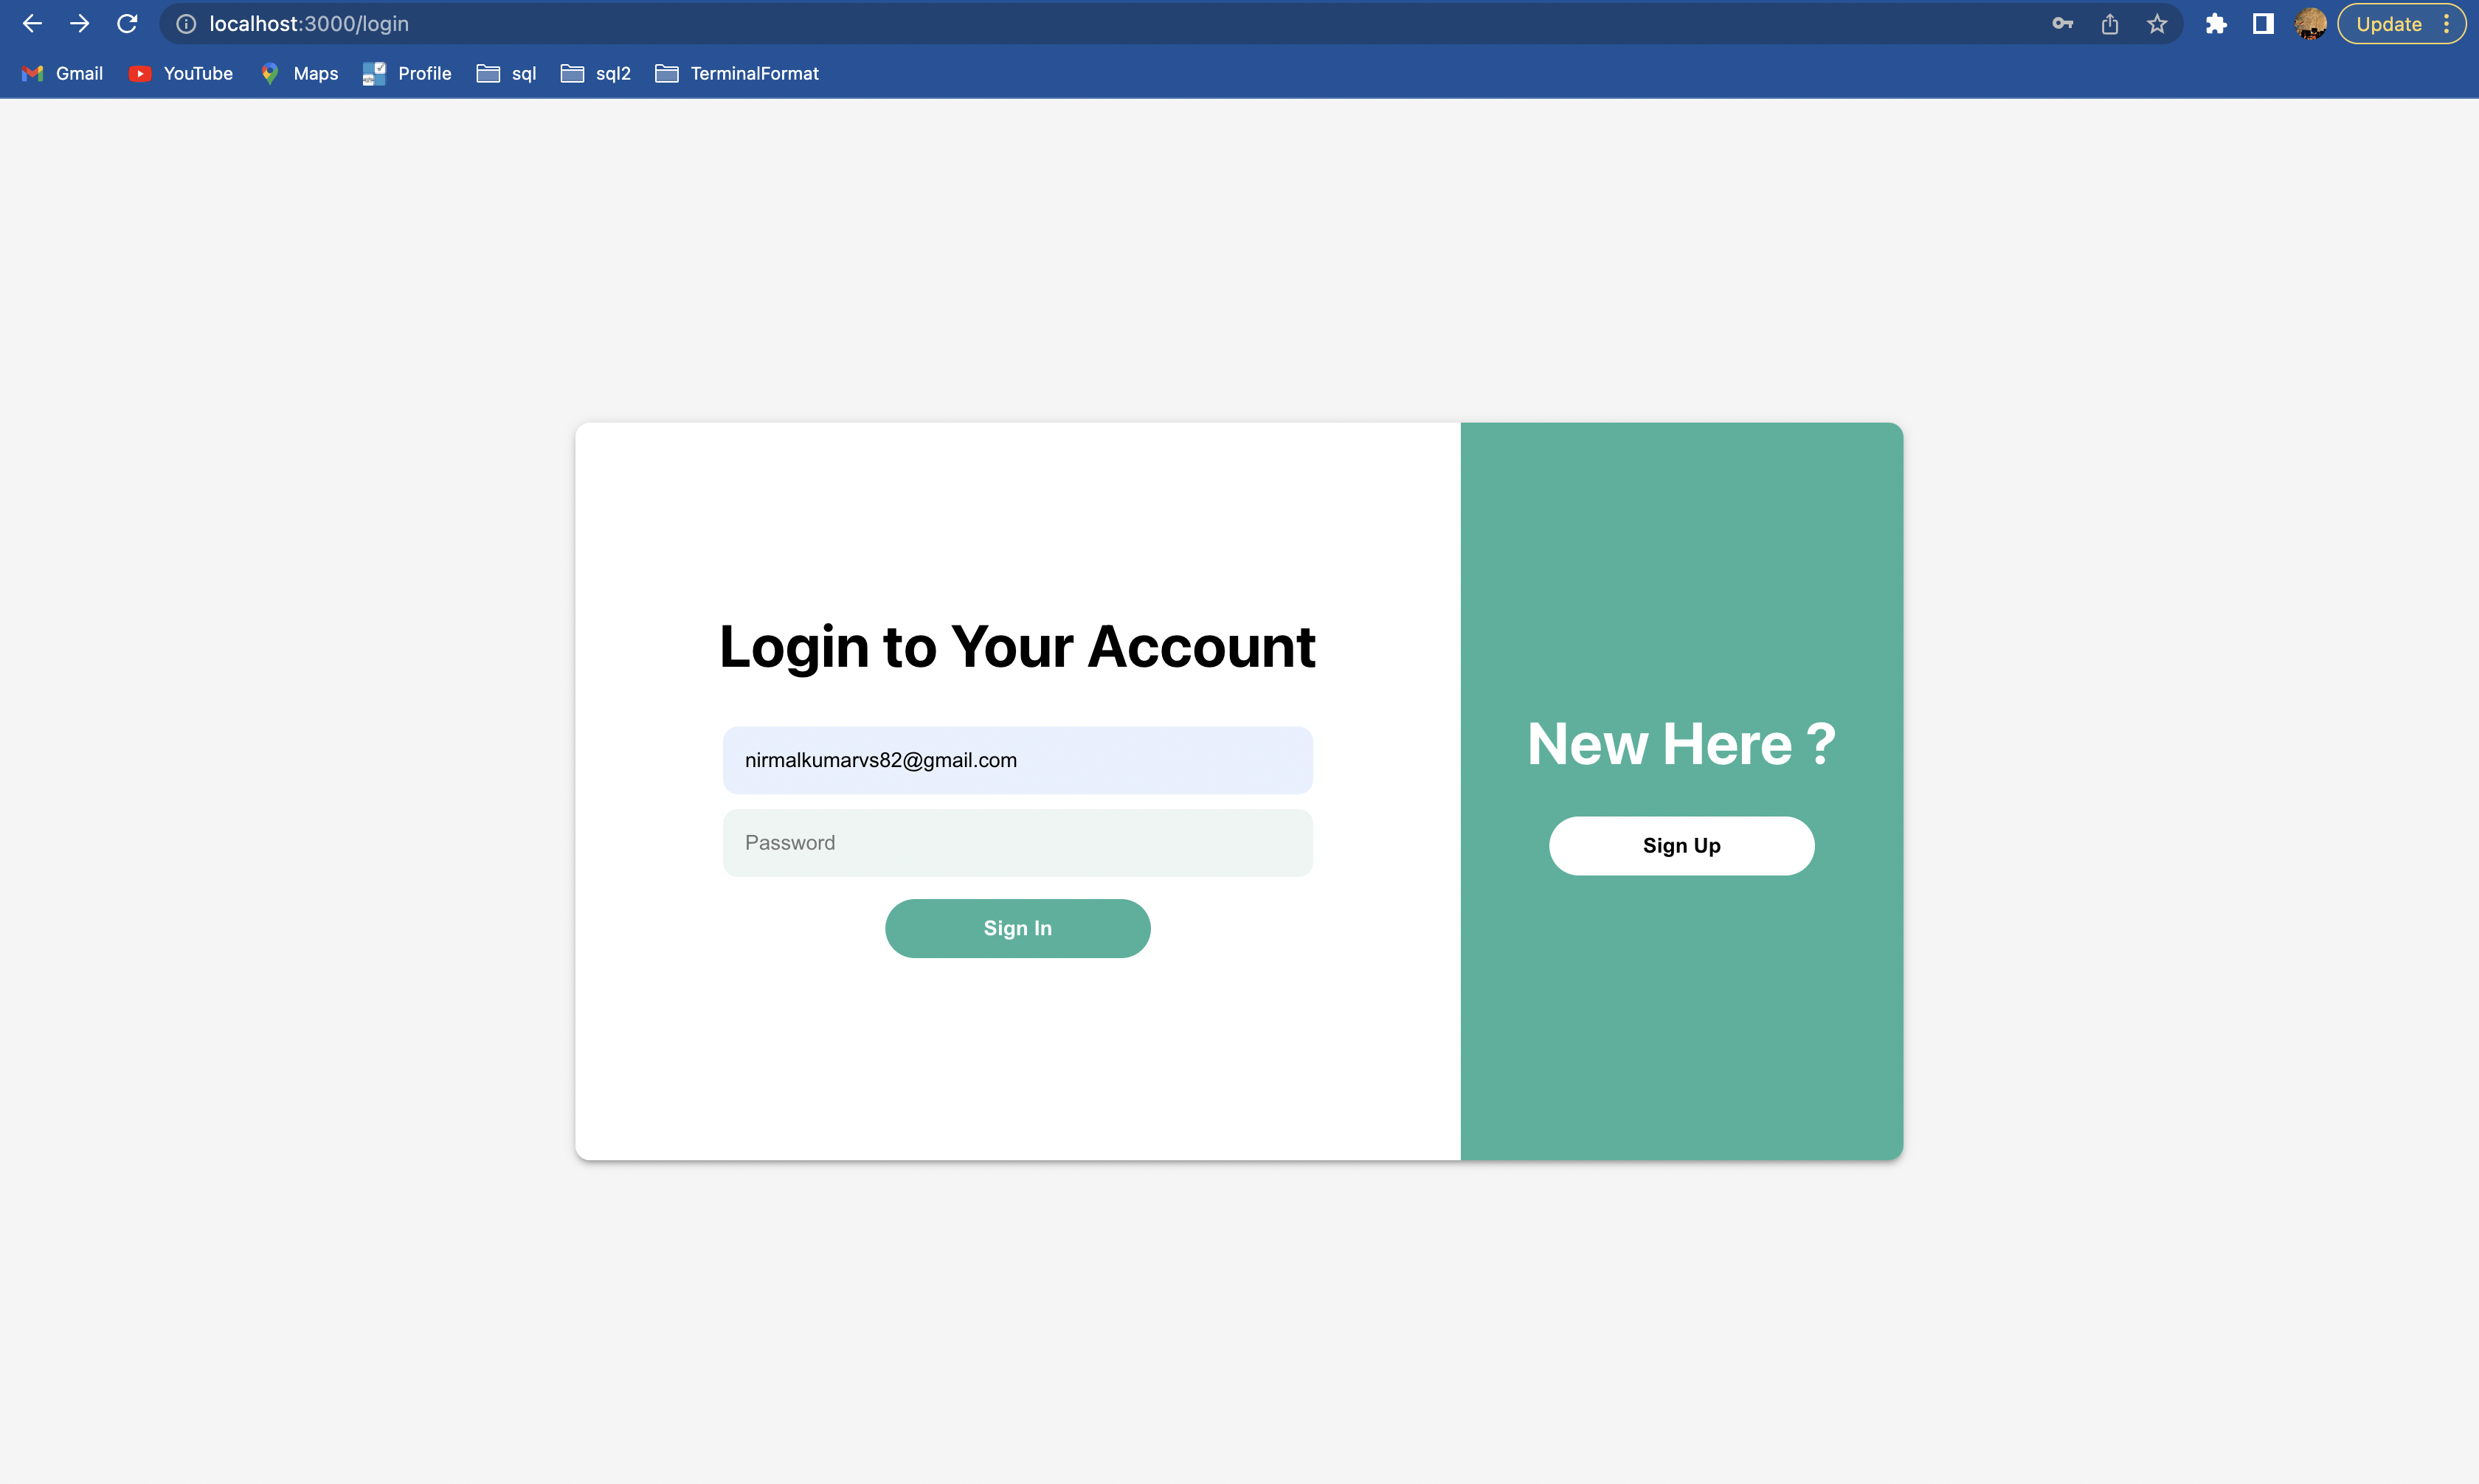 localhost:3000/login
Update
Gmail YouTube Maps Profile sql sql2 TerminalFormat
Login to Your Account
nirmalkumarvs82@gmail.com
Password
Sign In
New Here ?
Sign Up